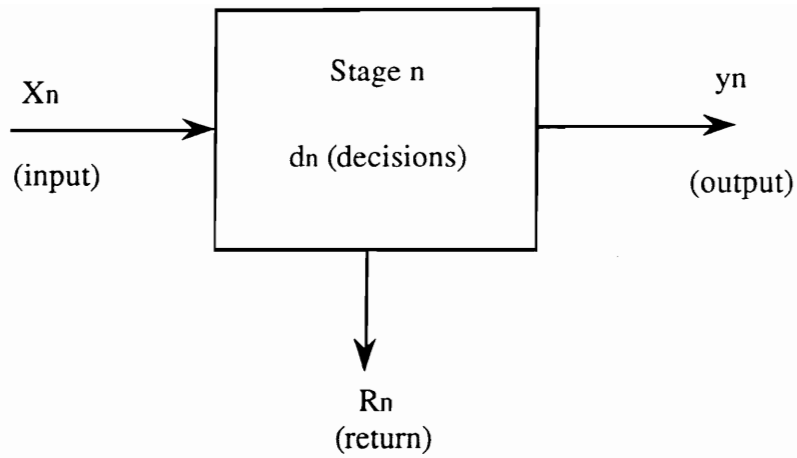 Xn
(input)
Stage n
dn (decisions)
yn
(output)
Rn
(return)